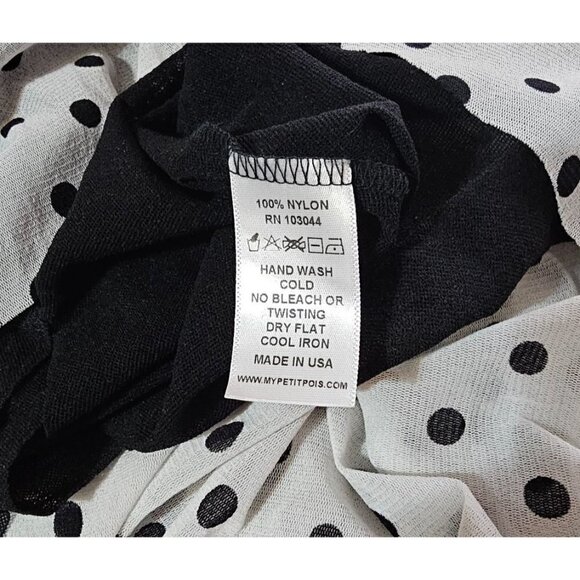 100% NYLON
RN 103044
HAND WASH
COLD
NO BLEACH OR
TWISTING
DRY FLAT
COOL IRON
MADE IN USA
WWW.MYPETITPOIS.COM